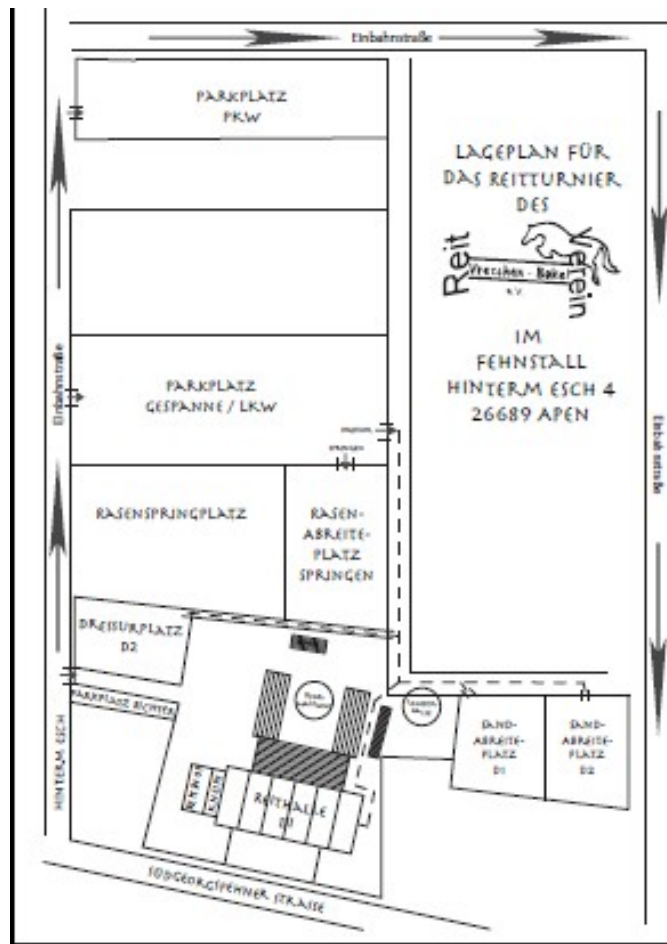 Einbahnstraße
PARKPLATZ
PKW
LAGEPLAN FÜR
DAS REITTURNIER
DES
Reit
Verein
e.V.
IM
FEHNSTALL
HINTERM ESCH 4
26689 APEN
Einbahnstraße
PARKPLATZ
GESPANNE / LKW
SPRINGEN
Einbahnstraße
RASENSPRINGPLATZ
RASEN-
ABREITE-
PLATZ
SPRINGEN
DRESSURPLATZ
D2
PARKPLATZ RICHTER
HINTERM ESCH
SAND-
ABREITE-
PLATZ
D1
SAND-
ABREITE-
PLATZ
D2
REITHALLE
D1
SÜDGEORGSFEHNER STRASSE